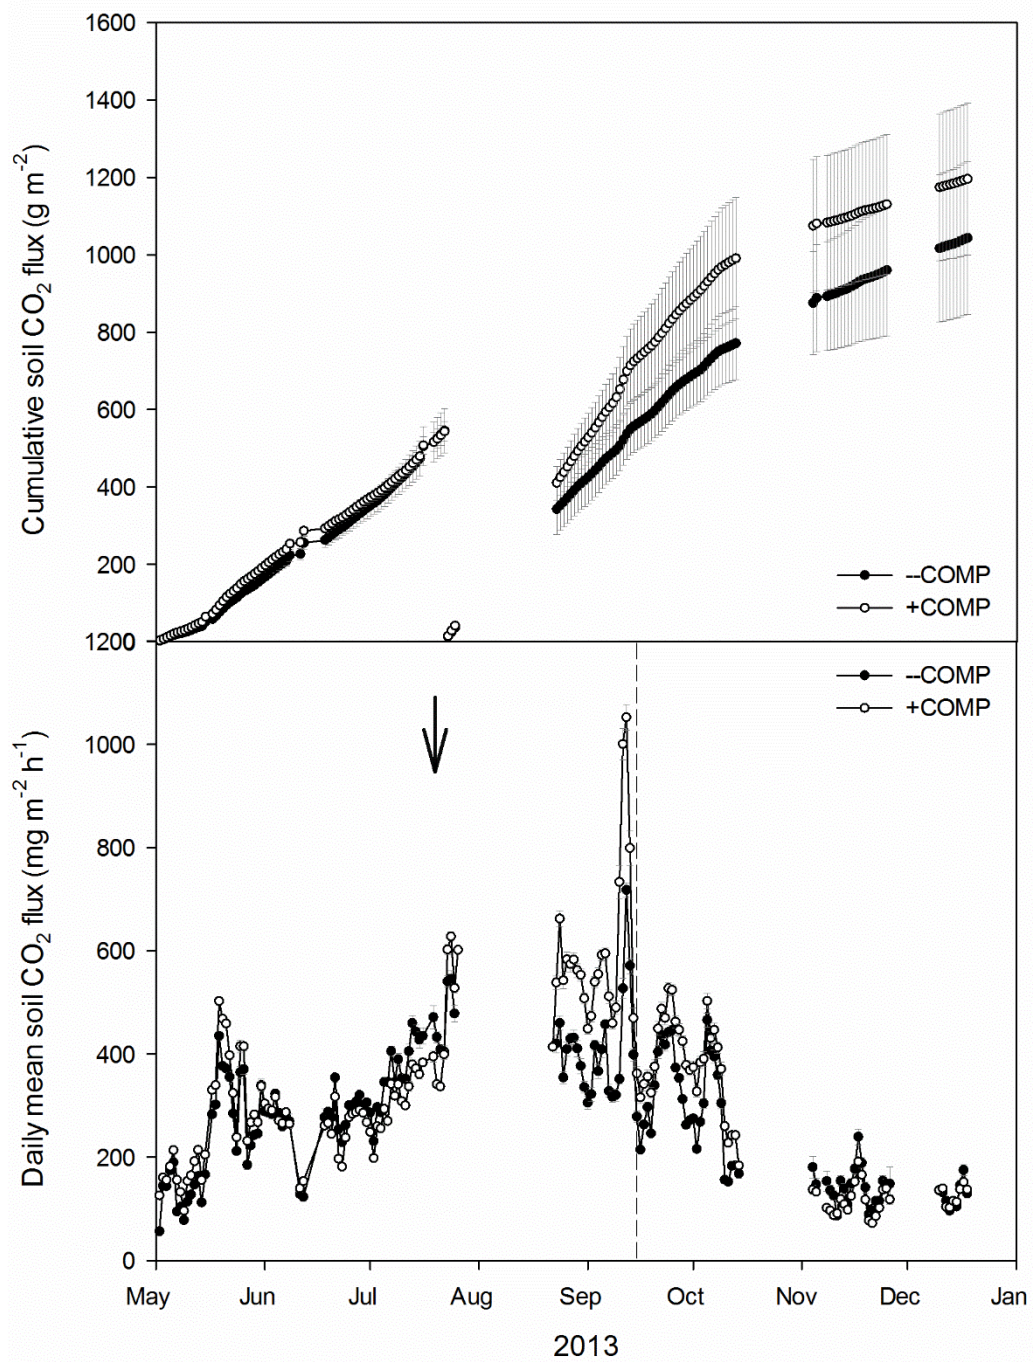 1600
1400
1200
1000
800
600
400
200
0
Cumulative soil CO2 flux (g m-2)
--COMP
+COMP
1200
1000
800
600
400
200
0
Daily mean soil CO2 flux (mg m-2 h-1)
--COMP
+COMP
May Jun Jul Aug Sep Oct Nov Dec Jan
2013